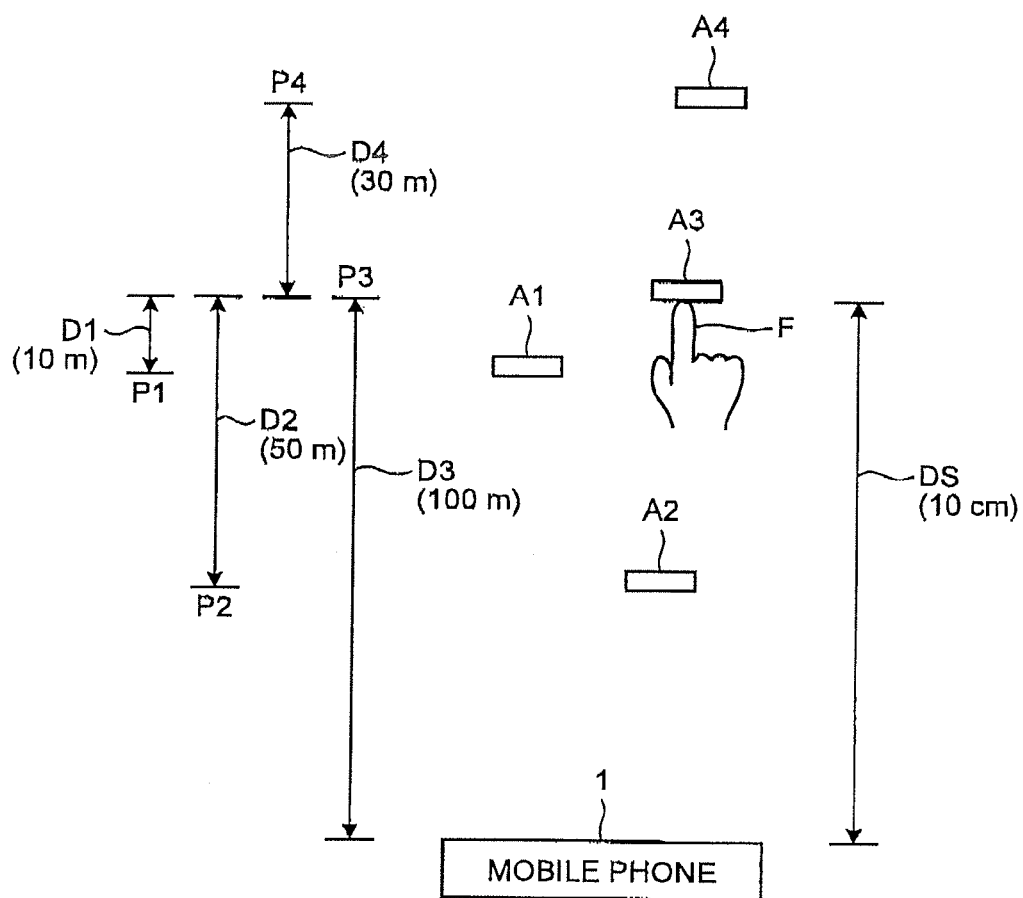 A4
P4
D4
(30 m)
A3
P3
A1
F
D1
(10 m)
P1
D2
(50 m)
D3
(100 m)
DS
(10 cm)
A2
P2
1
MOBILE PHONE